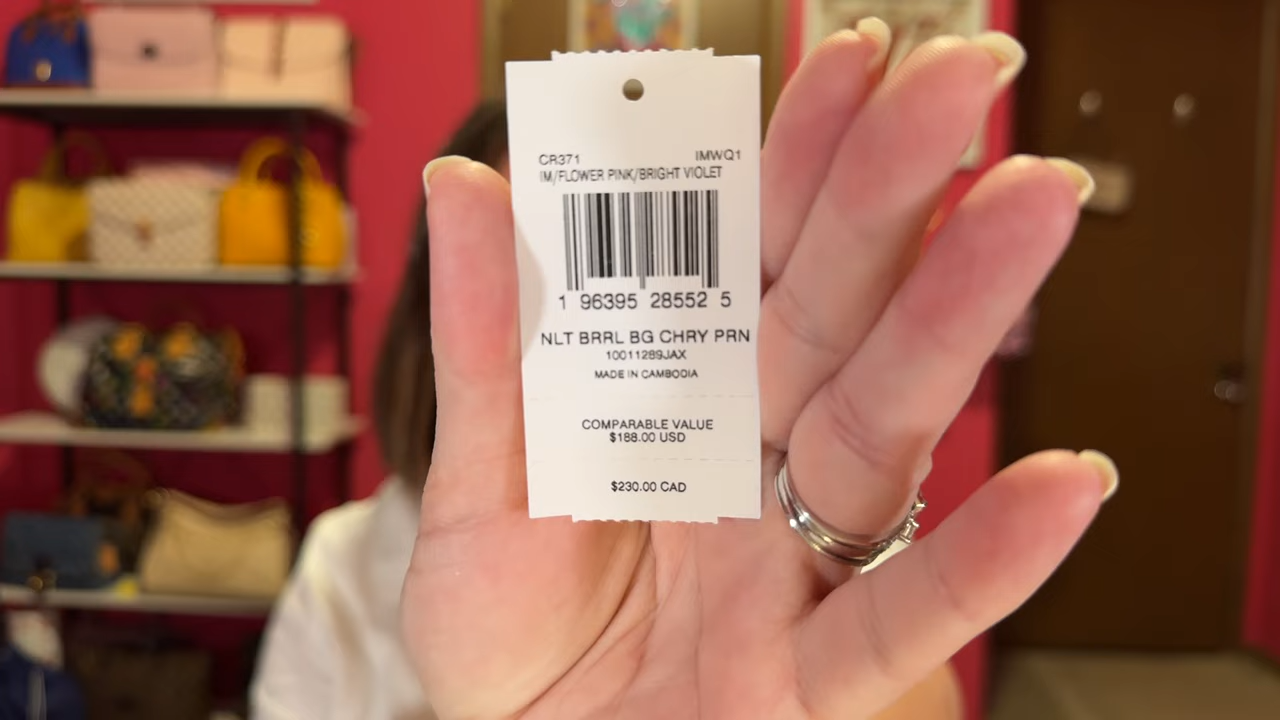 CR371 IMWQ1
IM/FLOWER PINK/BRIGHT VIOLET
1 96395 28552 5
NLT BRRL BG CHRY PRN
10011289JAX
MADE IN CAMBODIA
COMPARABLE VALUE
$188.00 USD
$230.00 CAD